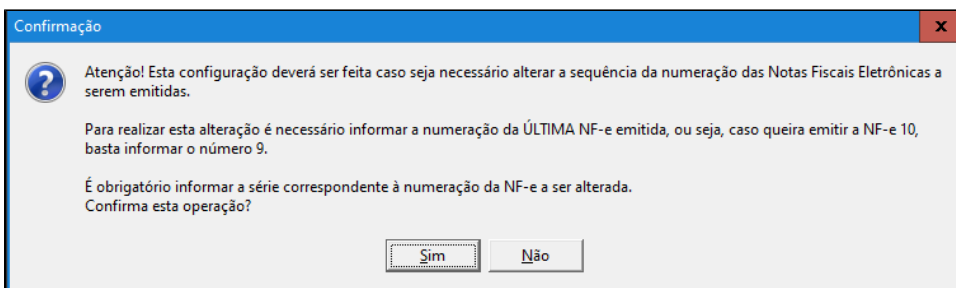 Confirmação
Atenção! Esta configuração deverá ser feita caso seja necessário alterar a sequência da numeração das Notas Fiscais Eletrônicas a
serem emitidas.
Para realizar esta alteração é necessário informar a numeração da ÚLTIMA NF-e emitida, ou seja, caso queira emitir a NF-e 10,
basta informar o número 9.
É obrigatório informar a série correspondente à numeração da NF-e a ser alterada.
Confirma esta operação?
Sim Não